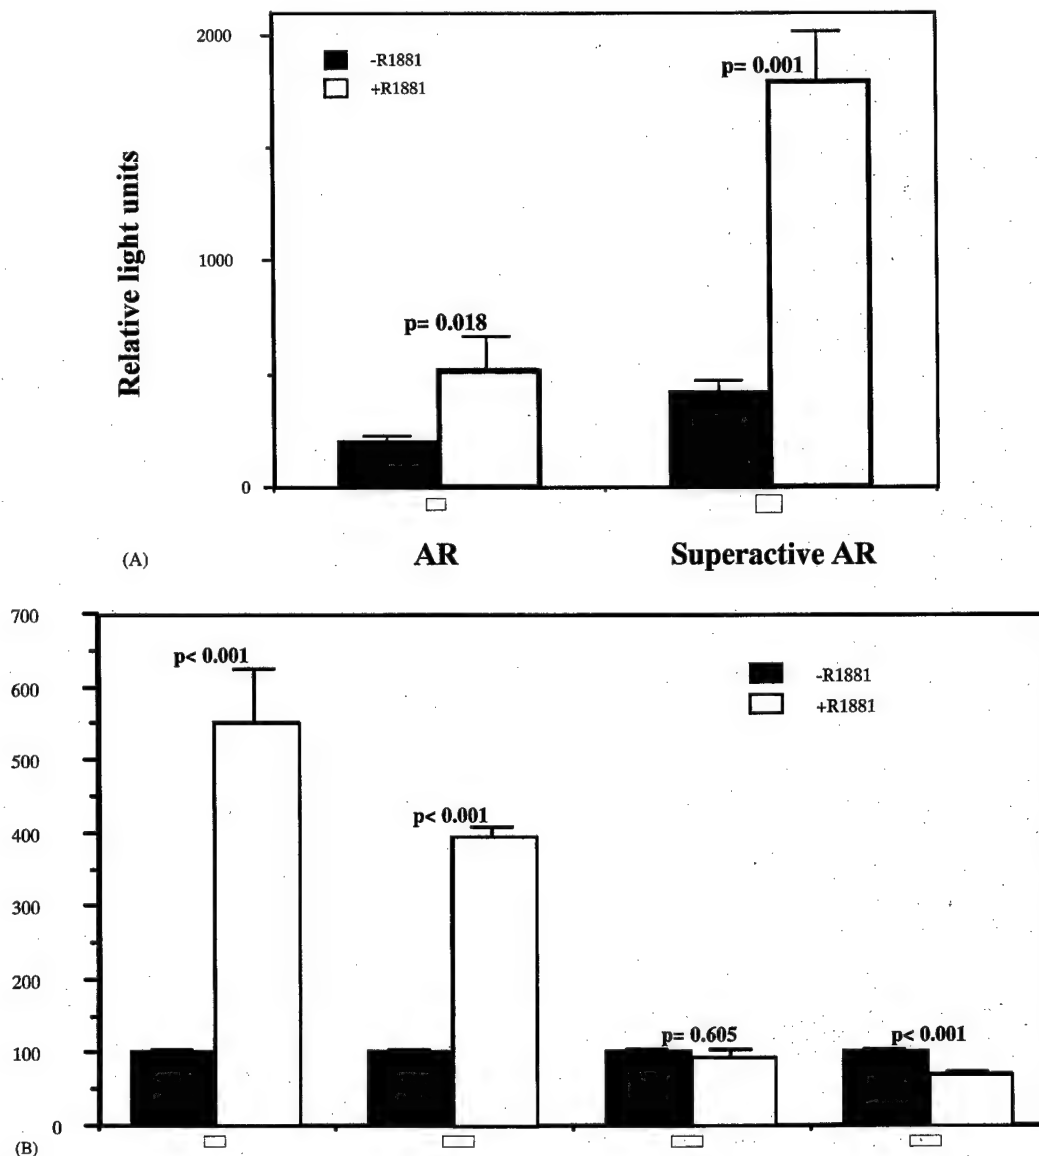 2000
-R1881
+R1881
p= 0.001
Relative light units
1000
p= 0.018
0
(A)
AR
Superactive AR
700
p< 0.001
-R1881
600
+R1881
500
400
p< 0.001
300
200
100
p= 0.605
p< 0.001
0
(B)